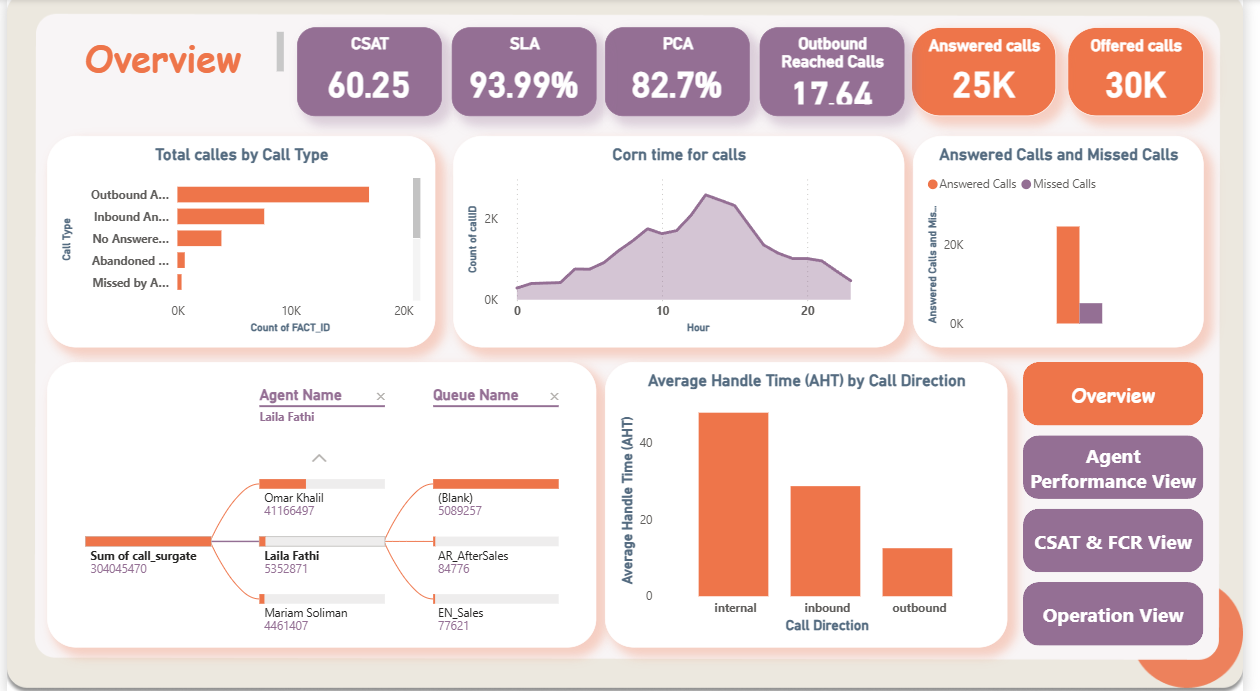 Overview
CSAT
60.25
SLA
93.99%
PCA
82.7%
Outbound
Reached Calls
17.64
Answered calls
25K
Offered calls
30K
Total calles by Call Type
Call Type
Outbound A...
Inbound An...
No Answere...
Abandoned ...
Missed by A...
0K
10K
20K
Count of FACT_ID
Corn time for calls
Count of callID
2K
0K
0
10
20
Hour
Answered Calls and Missed Calls
Answered Calls
Missed Calls
Answered Calls and Mis...
20K
0K
Agent Name
Laila Fathi
Queue Name
Omar Khalil
41166497
(Blank)
5089257
Sum of call_surgate
304045470
Laila Fathi
5352871
AR_AfterSales
84776
Mariam Soliman
4461407
EN_Sales
77621
Average Handle Time (AHT) by Call Direction
Average Handle Time (AHT)
40
20
0
internal
inbound
outbound
Call Direction
Overview
Agent
Performance View
CSAT & FCR View
Operation View